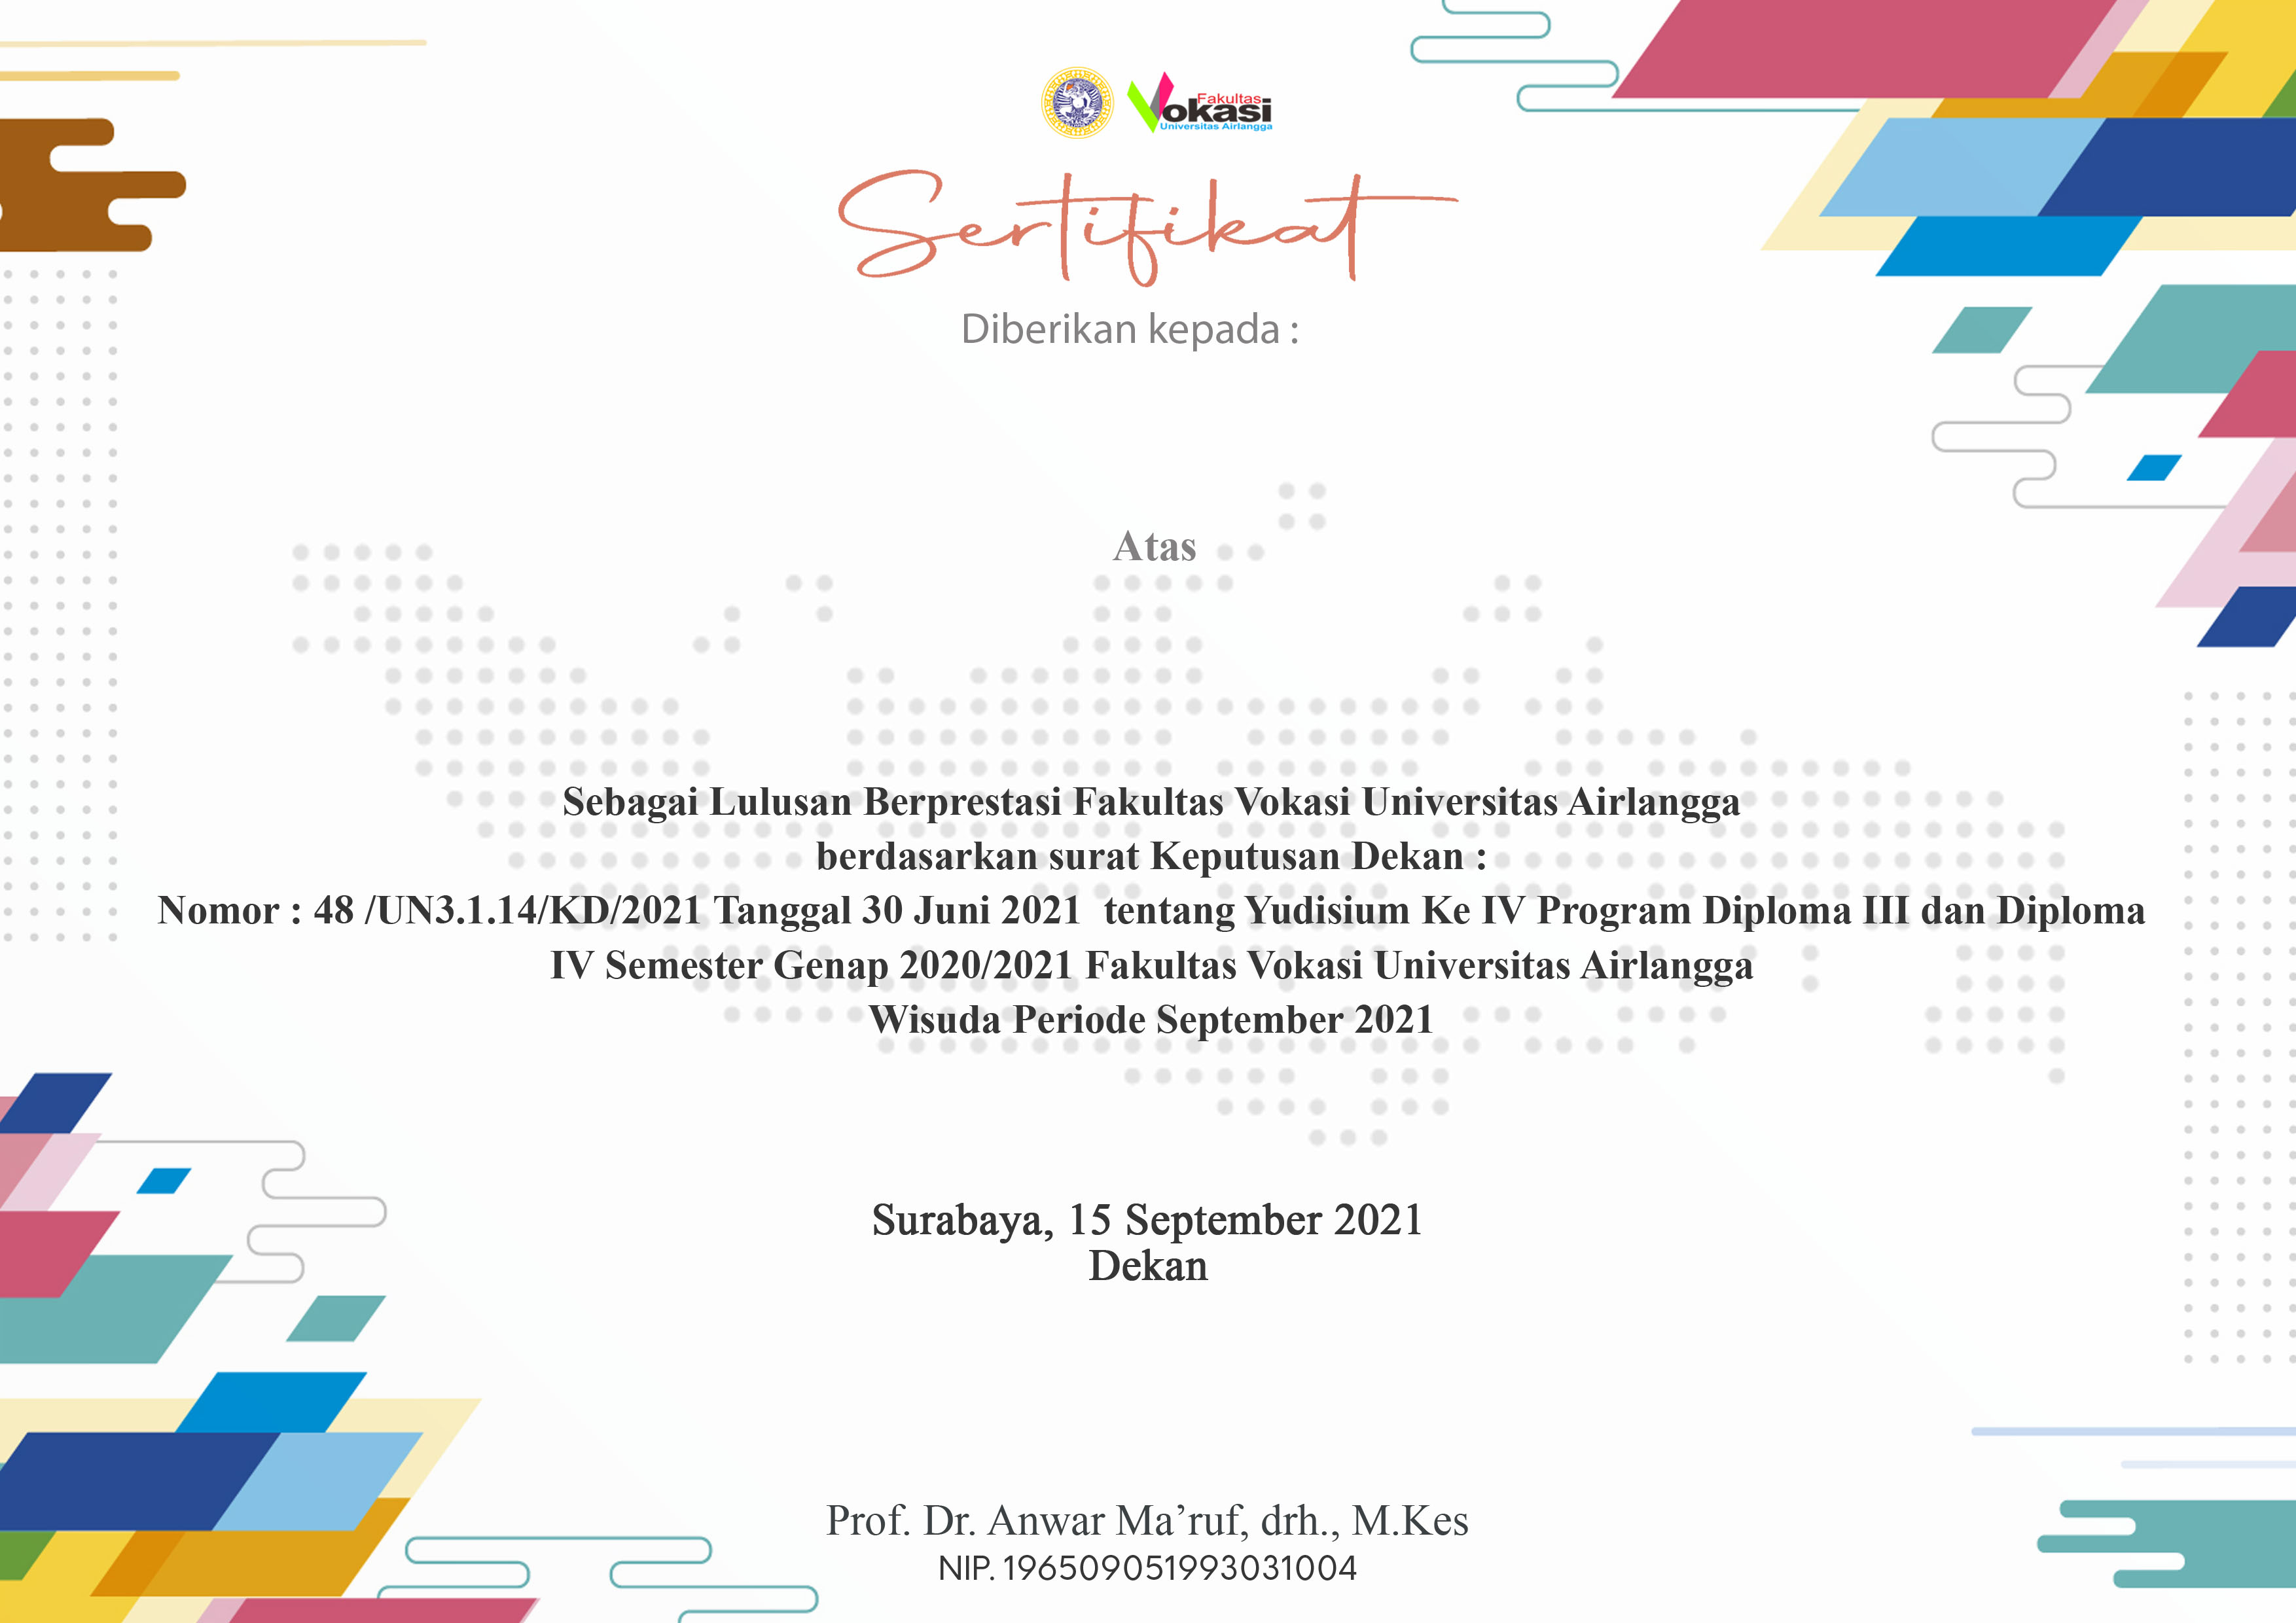 Fakultas
Vokasi
Universitas Airlangga
Sertifikat
Diberikan kepada :
Atas
Sebagai Lulusan Berprestasi Fakultas Vokasi Universitas Airlangga
berdasarkan surat Keputusan Dekan :
Nomor : 48 /UN3.1.14/KD/2021 Tanggal 30 Juni 2021  tentang Yudisium Ke IV Program Diploma III dan Diploma
IV Semester Genap 2020/2021 Fakultas Vokasi Universitas Airlangga
Wisuda Periode September 2021
Surabaya, 15 September 2021
Dekan
Prof. Dr. Anwar Ma’ruf, drh., M.Kes
NIP. 196509051993031004